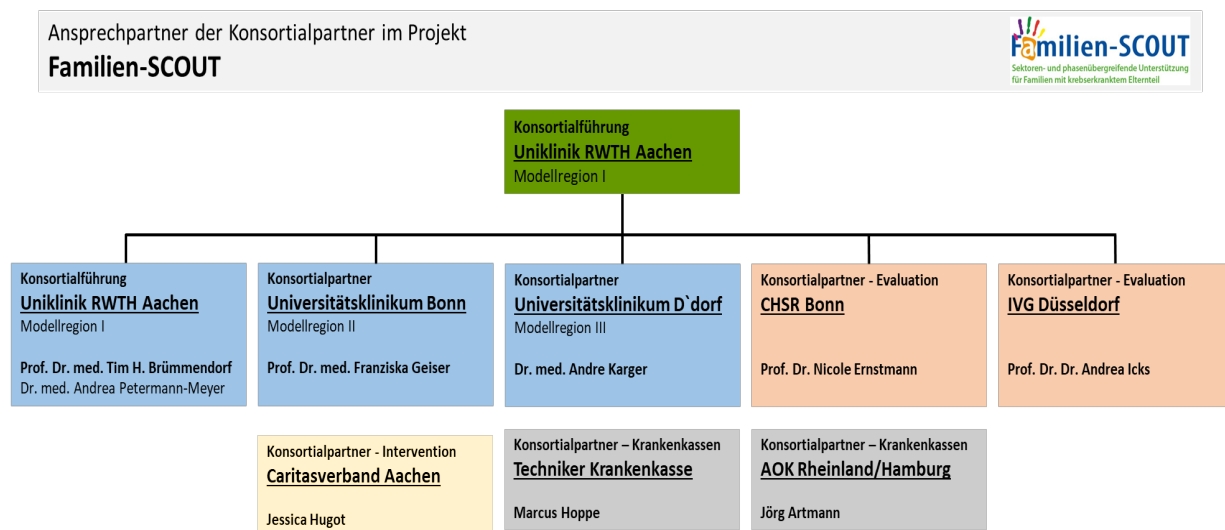 Ansprechpartner der Konsortialpartner im Projekt
Familien-SCOUT
Familien-SCOUT
Sektoren- und phasenübergreifende Unterstützung
für Familien mit krebserkranktem Elternteil
Konsortialführung
Uniklinik RWTH Aachen
Modellregion I
Konsortialführung
Uniklinik RWTH Aachen
Modellregion I
Prof. Dr. med. Tim H. Brümmendorf
Dr. med. Andrea Petermann-Meyer
Konsortialpartner
Universitätsklinikum Bonn
Modellregion II
Prof. Dr. med. Franziska Geiser
Konsortialpartner
Universitätsklinikum D`dorf
Modellregion III
Dr. med. Andre Karger
Konsortialpartner - Evaluation
CHSR Bonn
Prof. Dr. Nicole Ernstmann
Konsortialpartner - Evaluation
IVG Düsseldorf
Prof. Dr. Dr. Andrea Icks
Konsortialpartner - Intervention
Caritasverband Aachen
Jessica Hugot
Konsortialpartner – Krankenkassen
Techniker Krankenkasse
Marcus Hoppe
Konsortialpartner – Krankenkassen
AOK Rheinland/Hamburg
Jörg Artmann